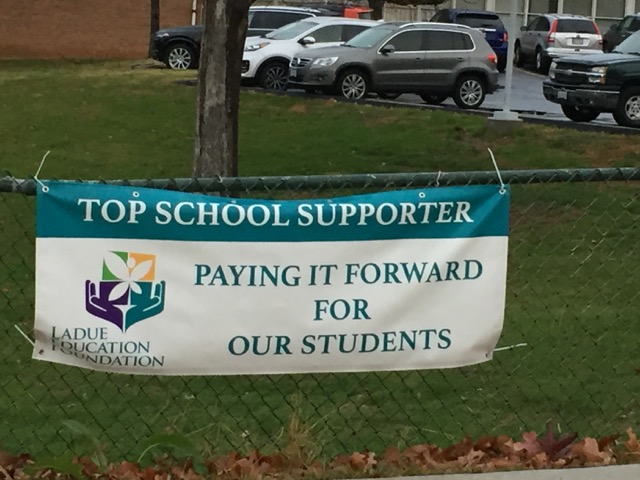 TOP SCHOOL SUPPORTER
PAYING IT FORWARD
FOR
OUR STUDENTS
LADUE
EDUCATION
FOUNDATION